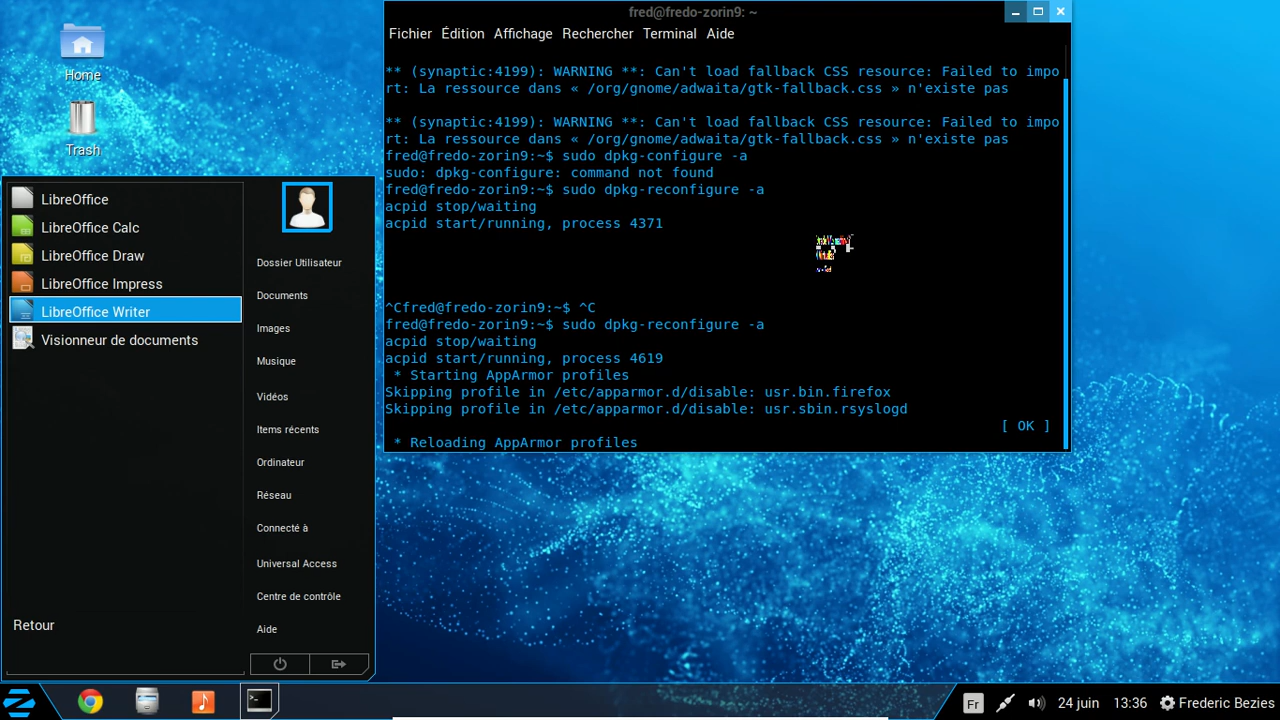 Home
Trash
fred@fredo-zorin9: ~
Fichier Édition Affichage Rechercher Terminal Aide
** (synaptic:4199): WARNING **: Can't load fallback CSS resource: Failed to impo
rt: La ressource dans « /org/gnome/adwaita/gtk-fallback.css » n'existe pas
** (synaptic:4199): WARNING **: Can't load fallback CSS resource: Failed to impo
rt: La ressource dans « /org/gnome/adwaita/gtk-fallback.css » n'existe pas
fred@fredo-zorin9:~$ sudo dpkg-configure -a
sudo: dpkg-configure: command not found
fred@fredo-zorin9:~$ sudo dpkg-reconfigure -a
acpid stop/waiting
acpid start/running, process 4371
^Cfred@fredo-zorin9:~$ ^C
fred@fredo-zorin9:~$ sudo dpkg-reconfigure -a
acpid stop/waiting
acpid start/running, process 4619
* Starting AppArmor profiles
Skipping profile in /etc/apparmor.d/disable: usr.bin.firefox
Skipping profile in /etc/apparmor.d/disable: usr.sbin.rsyslogd
[ OK ]
* Reloading AppArmor profiles
LibreOffice
LibreOffice Calc
LibreOffice Draw
LibreOffice Impress
LibreOffice Writer
Visionneur de documents
Retour
Dossier Utilisateur
Documents
Images
Musique
Vidéos
Items récents
Ordinateur
Réseau
Connecté à
Universal Access
Centre de contrôle
Aide
Fr
24 juin
13:36
Frederic Bezies